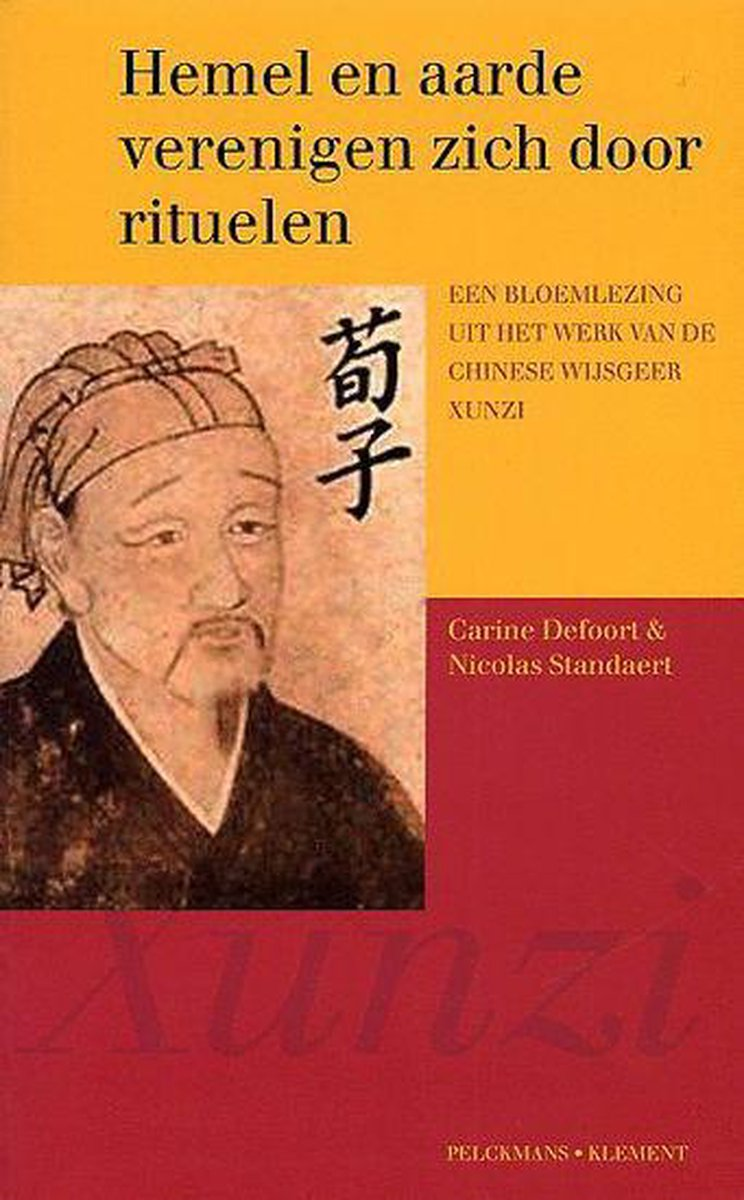 Hemel en aarde
verenigen zich door
rituelen
EEN BLOEMLEZING
UIT HET WERK VAN DE
CHINESE WIJSGEER
XUNZI
荀子
Carine Defoort &
Nicolas Standaert
Xunzi
PELCKMANS • KLEMENT